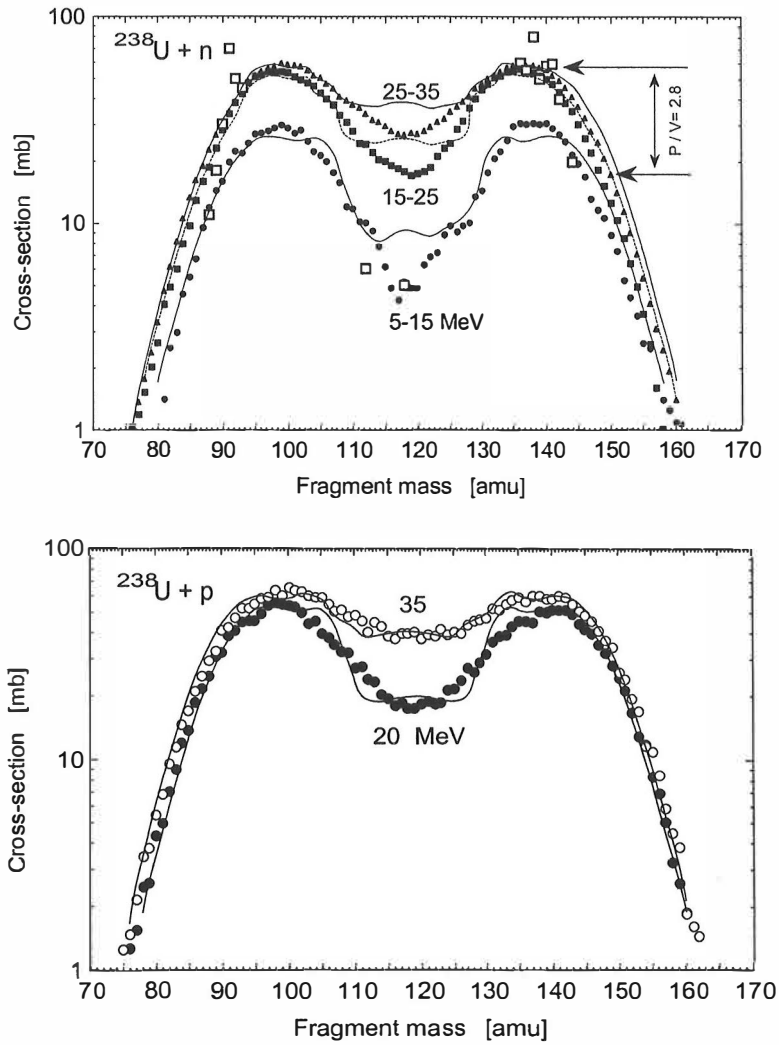 100
10
1
Cross-section [mb]
238U + n
25-35
15-25
5-15 MeV
P / V= 2.8
70 80 90 100 110 120 130 140 150 160 170
Fragment mass [amu]
100
10
1
Cross-section [mb]
238U + p
35
20 MeV
70 80 90 100 110 120 130 140 150 160 170
Fragment mass [amu]